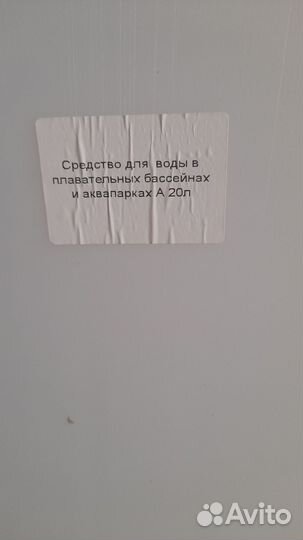 Средство для воды в
плавательных бассейнах
и аквапарках А 20л
Avito